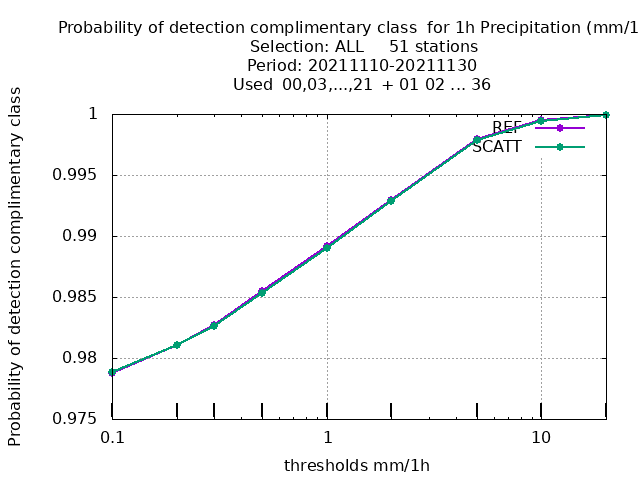 Probability of detection complimentary class  for 1h Precipitation (mm/1
Selection: ALL     51 stations
Period: 20211110-20211130
Used  00,03,...,21  + 01 02 ... 36
Probability of detection complimentary class
1
0.995
0.99
0.985
0.98
0.975
REF
SCATT
0.1
1
10
thresholds mm/1h